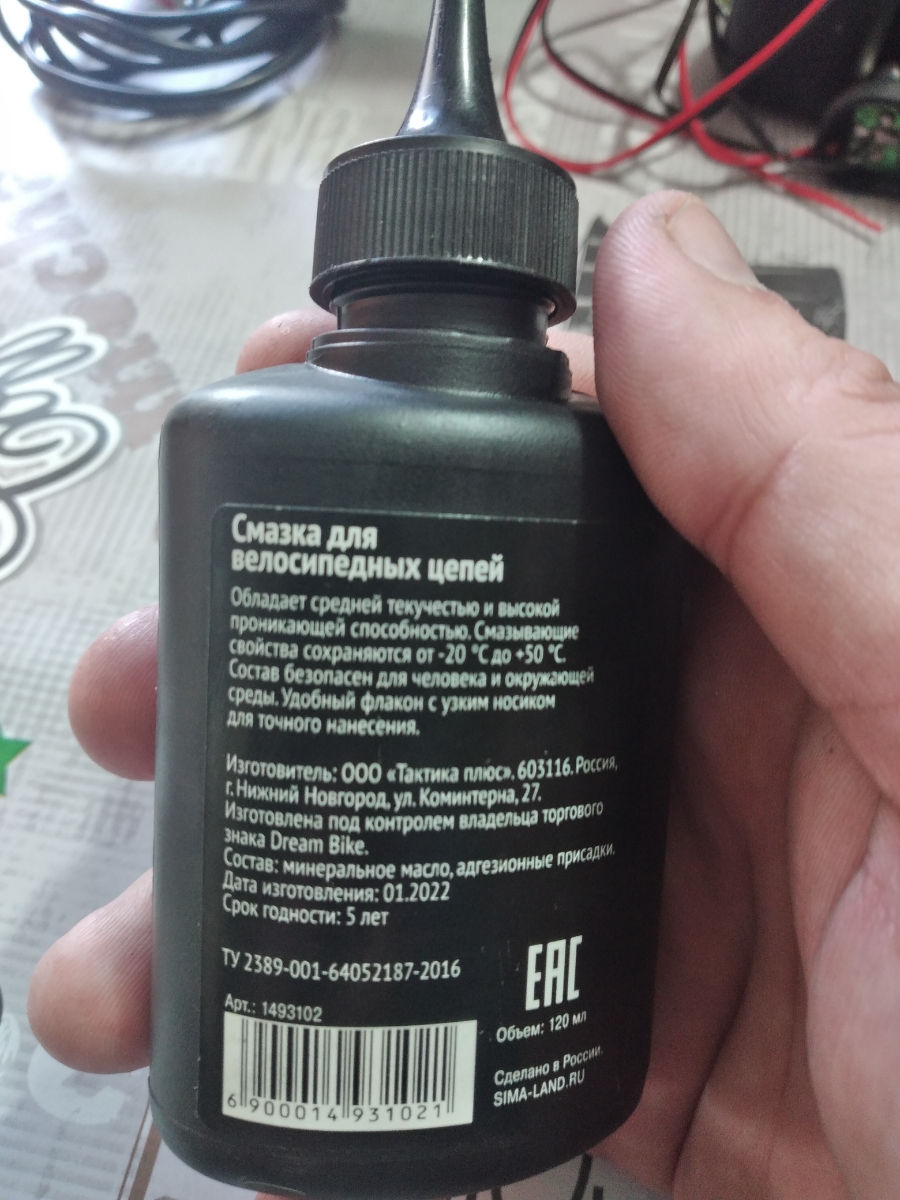 Смазка для
велосипедных цепей
Обладает средней текучестью и высокой
проникающей способностью. Смазывающие
свойства сохраняются от -20 °C до +50 °C.
Состав безопасен для человека и окружающей
среды. Удобный флакон с узким носиком
для точного нанесения.
Изготовитель: ООО «Тактика плюс». 603116. Россия,
г. Нижний Новгород, ул. Коминтерна, 27.
Изготовлена под контролем владельца торгового
знака Dream Bike.
Состав: минеральное масло, адгезионные присадки.
Дата изготовления: 01.2022
Срок годности: 5 лет
ТУ 2389-001-64052187-2016
EAC
Арт.: 1493102
Объем: 120 мл
Сделано в России.
SIMA-LAND.RU
6 900014 931021